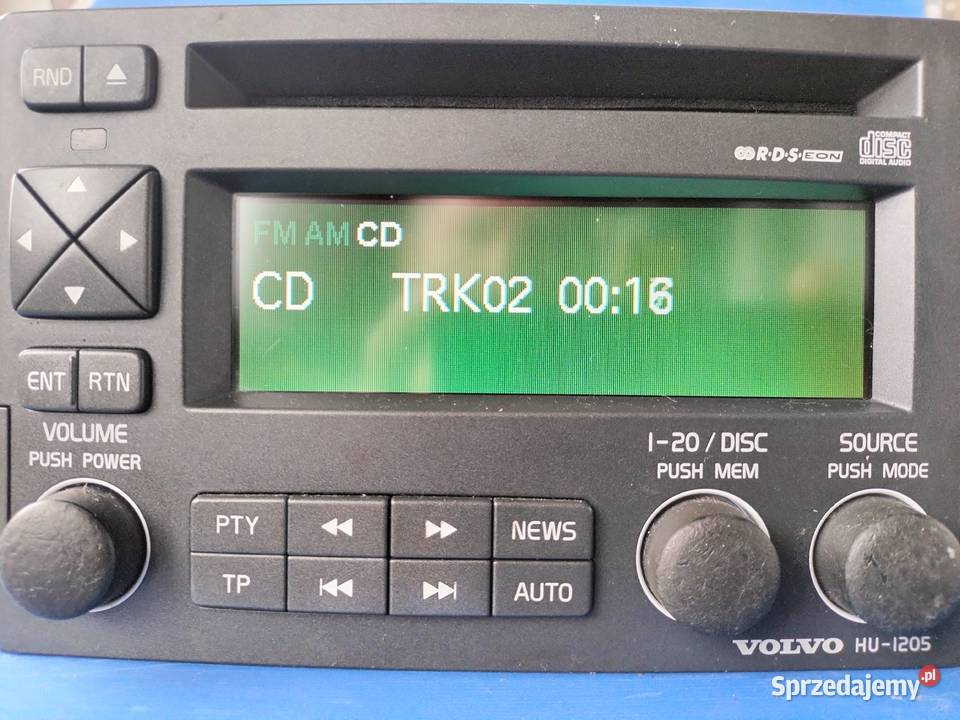 RND
R·D·S·EON
COMPACT
disc
DIGITAL AUDIO
FM AM CD
CD TRK02 00:16
ENT RTN
VOLUME
PUSH POWER
1-20 / DISC
PUSH MEM
SOURCE
PUSH MODE
PTY NEWS
TP AUTO
VOLVO HU-1205
Sprzedajemy.pl